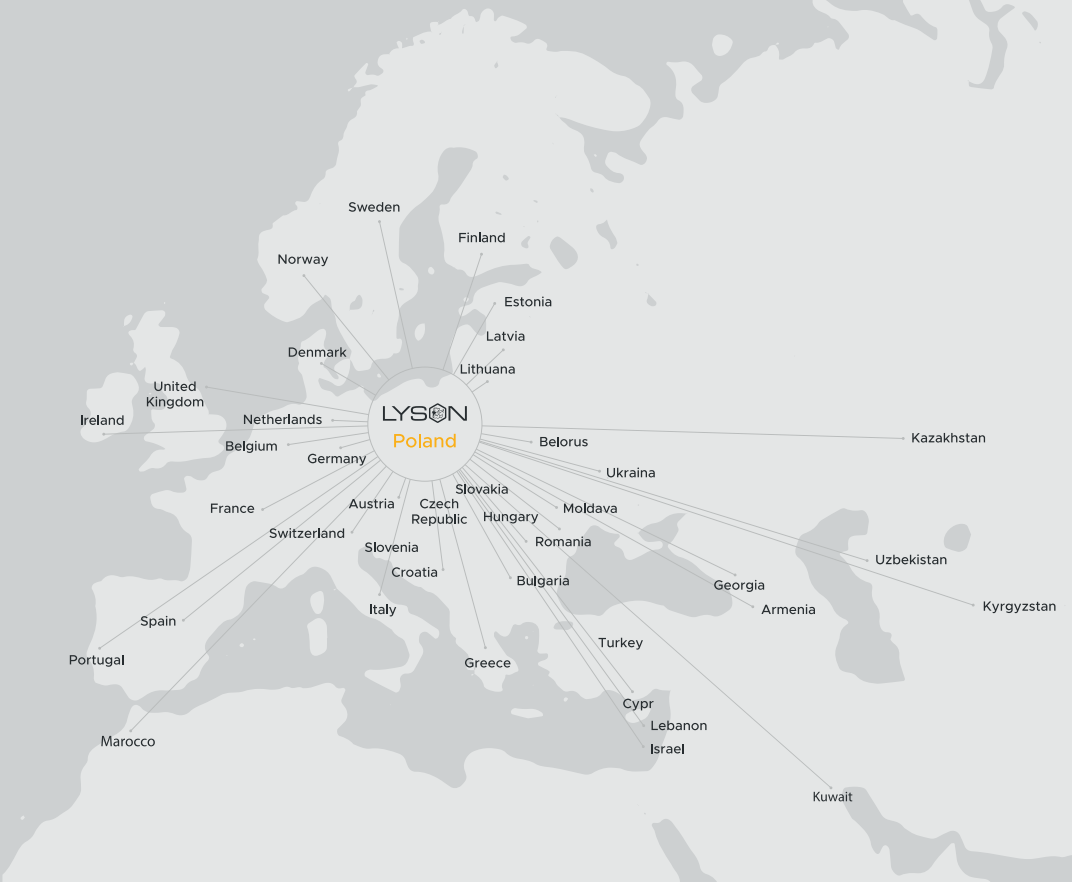 Sweden
Finland
Norway
Estonia
Latvia
Denmark
Lithuana
United
Kingdom
Ireland
Netherlands
LYSON
Poland
Kazakhstan
Belgium
Belorus
Germany
Ukraina
Slovakia
Austria
Czech
Republic
France
Moldava
Hungary
Switzerland
Romania
Slovenia
Uzbekistan
Croatia
Bulgaria
Georgia
Italy
Armenia
Kyrgyzstan
Spain
Turkey
Portugal
Greece
Cypr
Lebanon
Marocco
Israel
Kuwait